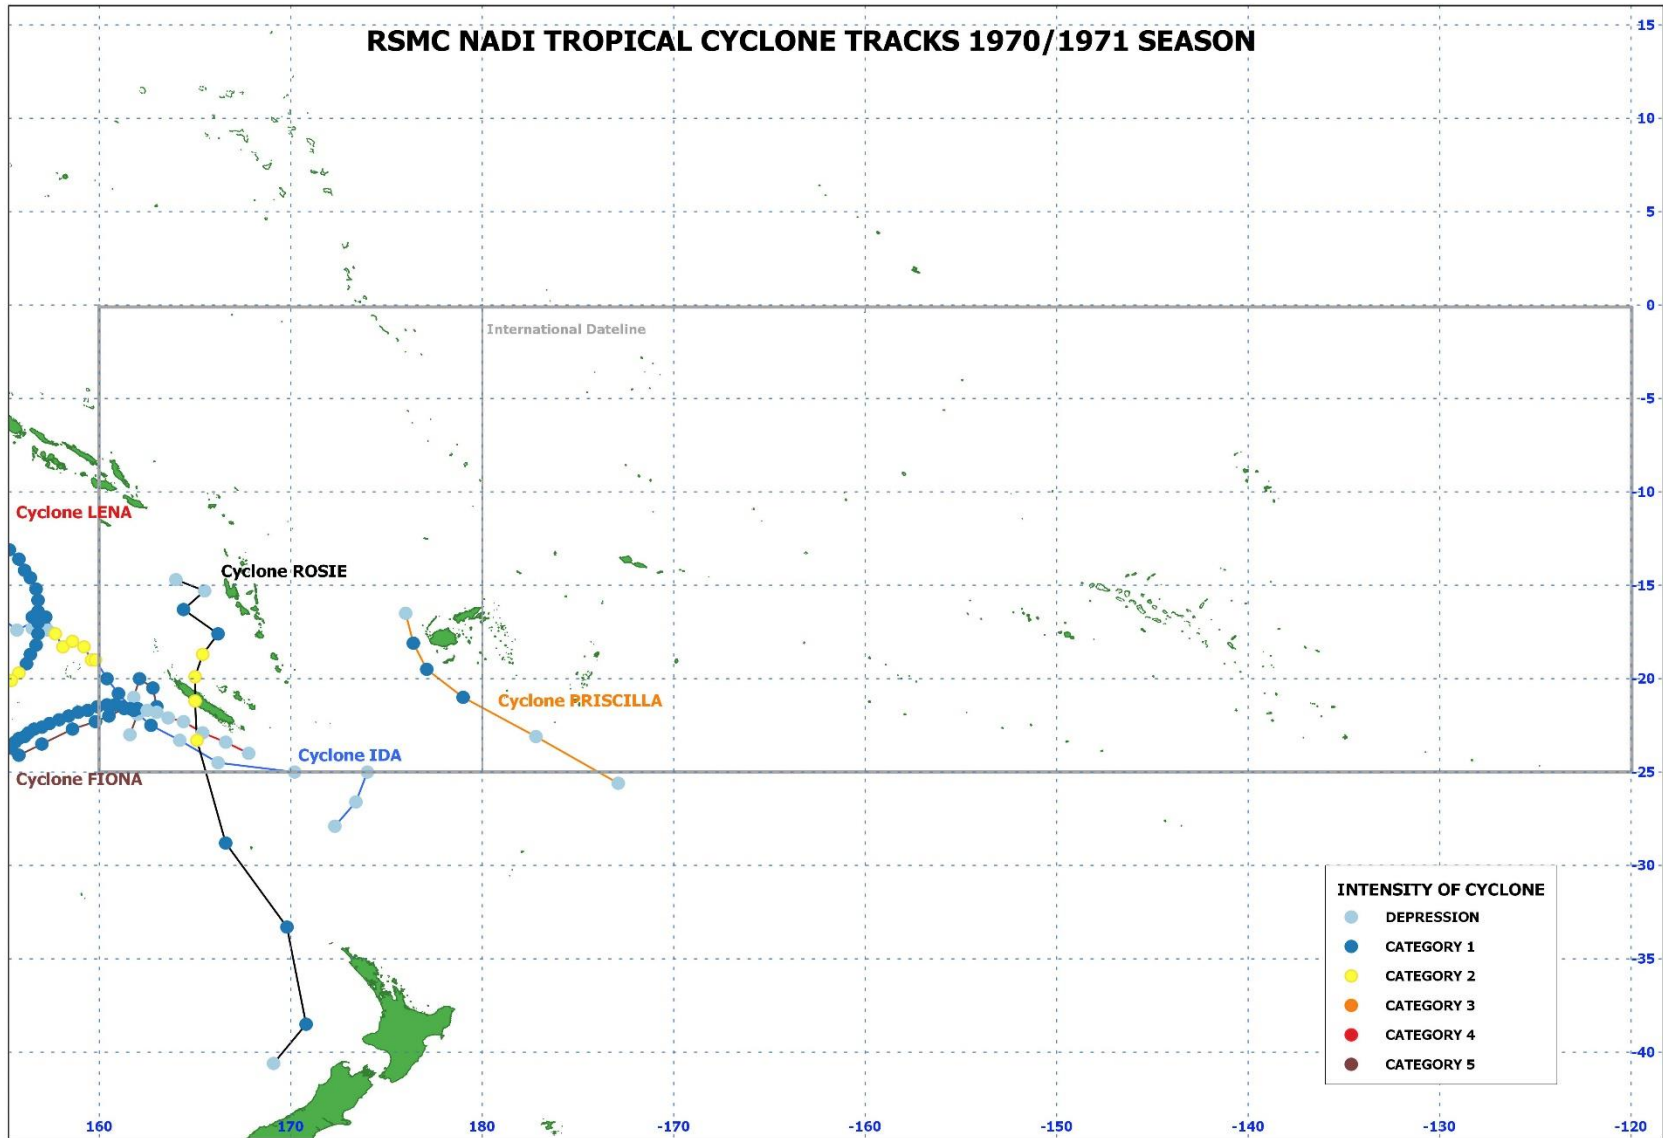 RSMC NADI TROPICAL CYCLONE TRACKS 1970/1971 SEASON
15
10
5
0
International Dateline
-5
-10
Cyclone LENA
Cyclone ROSIE
-15
-20
Cyclone PRISCILLA
Cyclone IDA
Cyclone FIONA
-25
-30
INTENSITY OF CYCLONE
DEPRESSION
CATEGORY 1
CATEGORY 2
-35
CATEGORY 3
CATEGORY 4
-40
CATEGORY 5
160 170 180 -170 -160 -150 -140 -130 -120